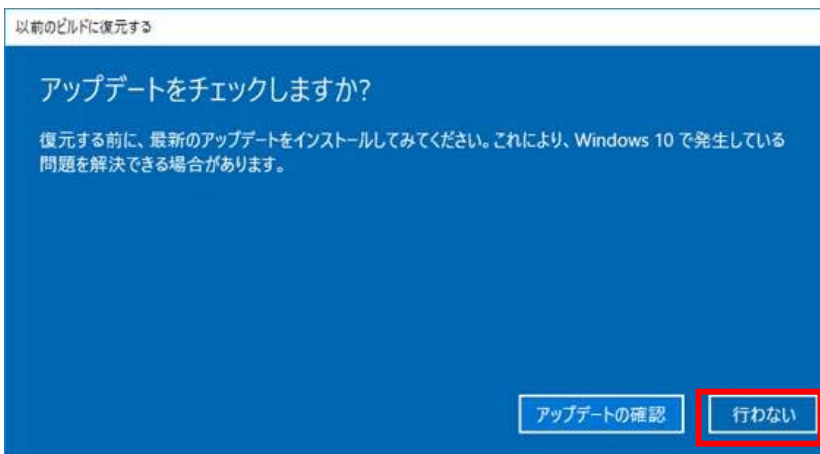 以前のビルドに復元する
アップデートをチェックしますか?
復元する前に、最新のアップデートをインストールしてみてください。これにより、Windows 10 で発生している
問題を解決できる場合があります。
アップデートの確認
行わない